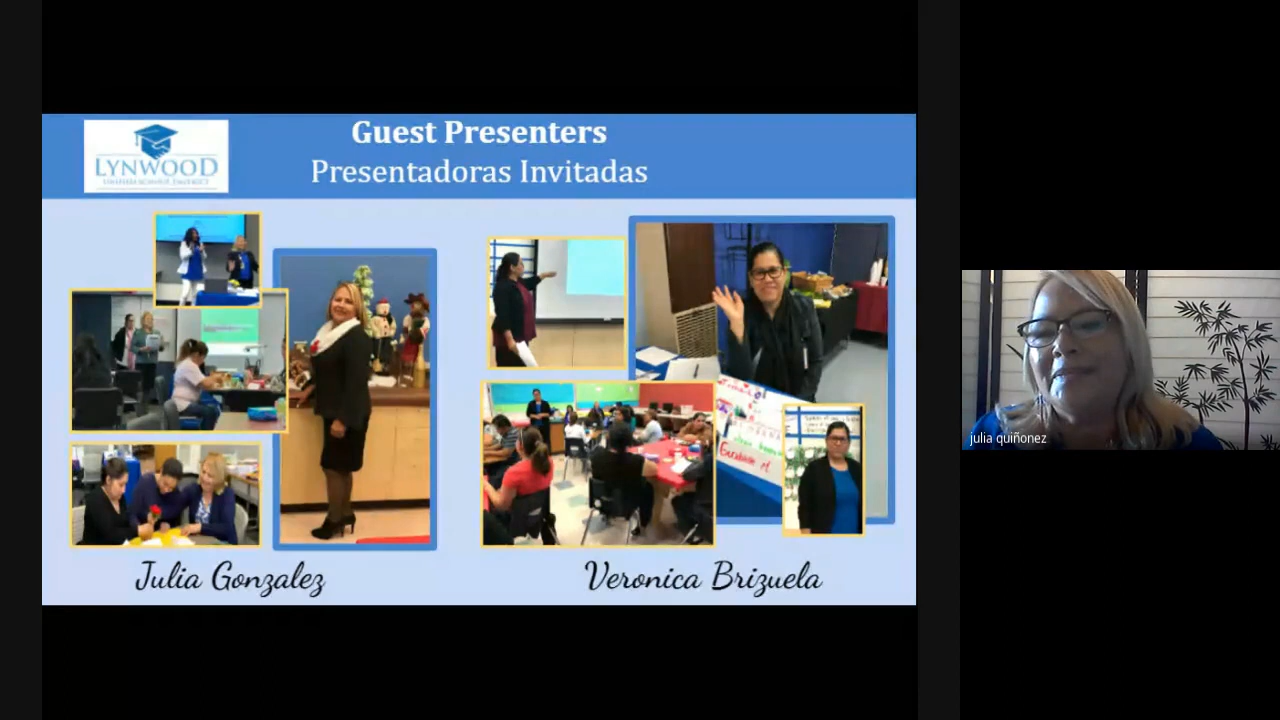 Guest Presenters
Presentadoras Invitadas
LYNWOOD
UNIFIED SCHOOL DISTRICT
Julia Gonzalez
Veronica Brizuela
julia quiñonez